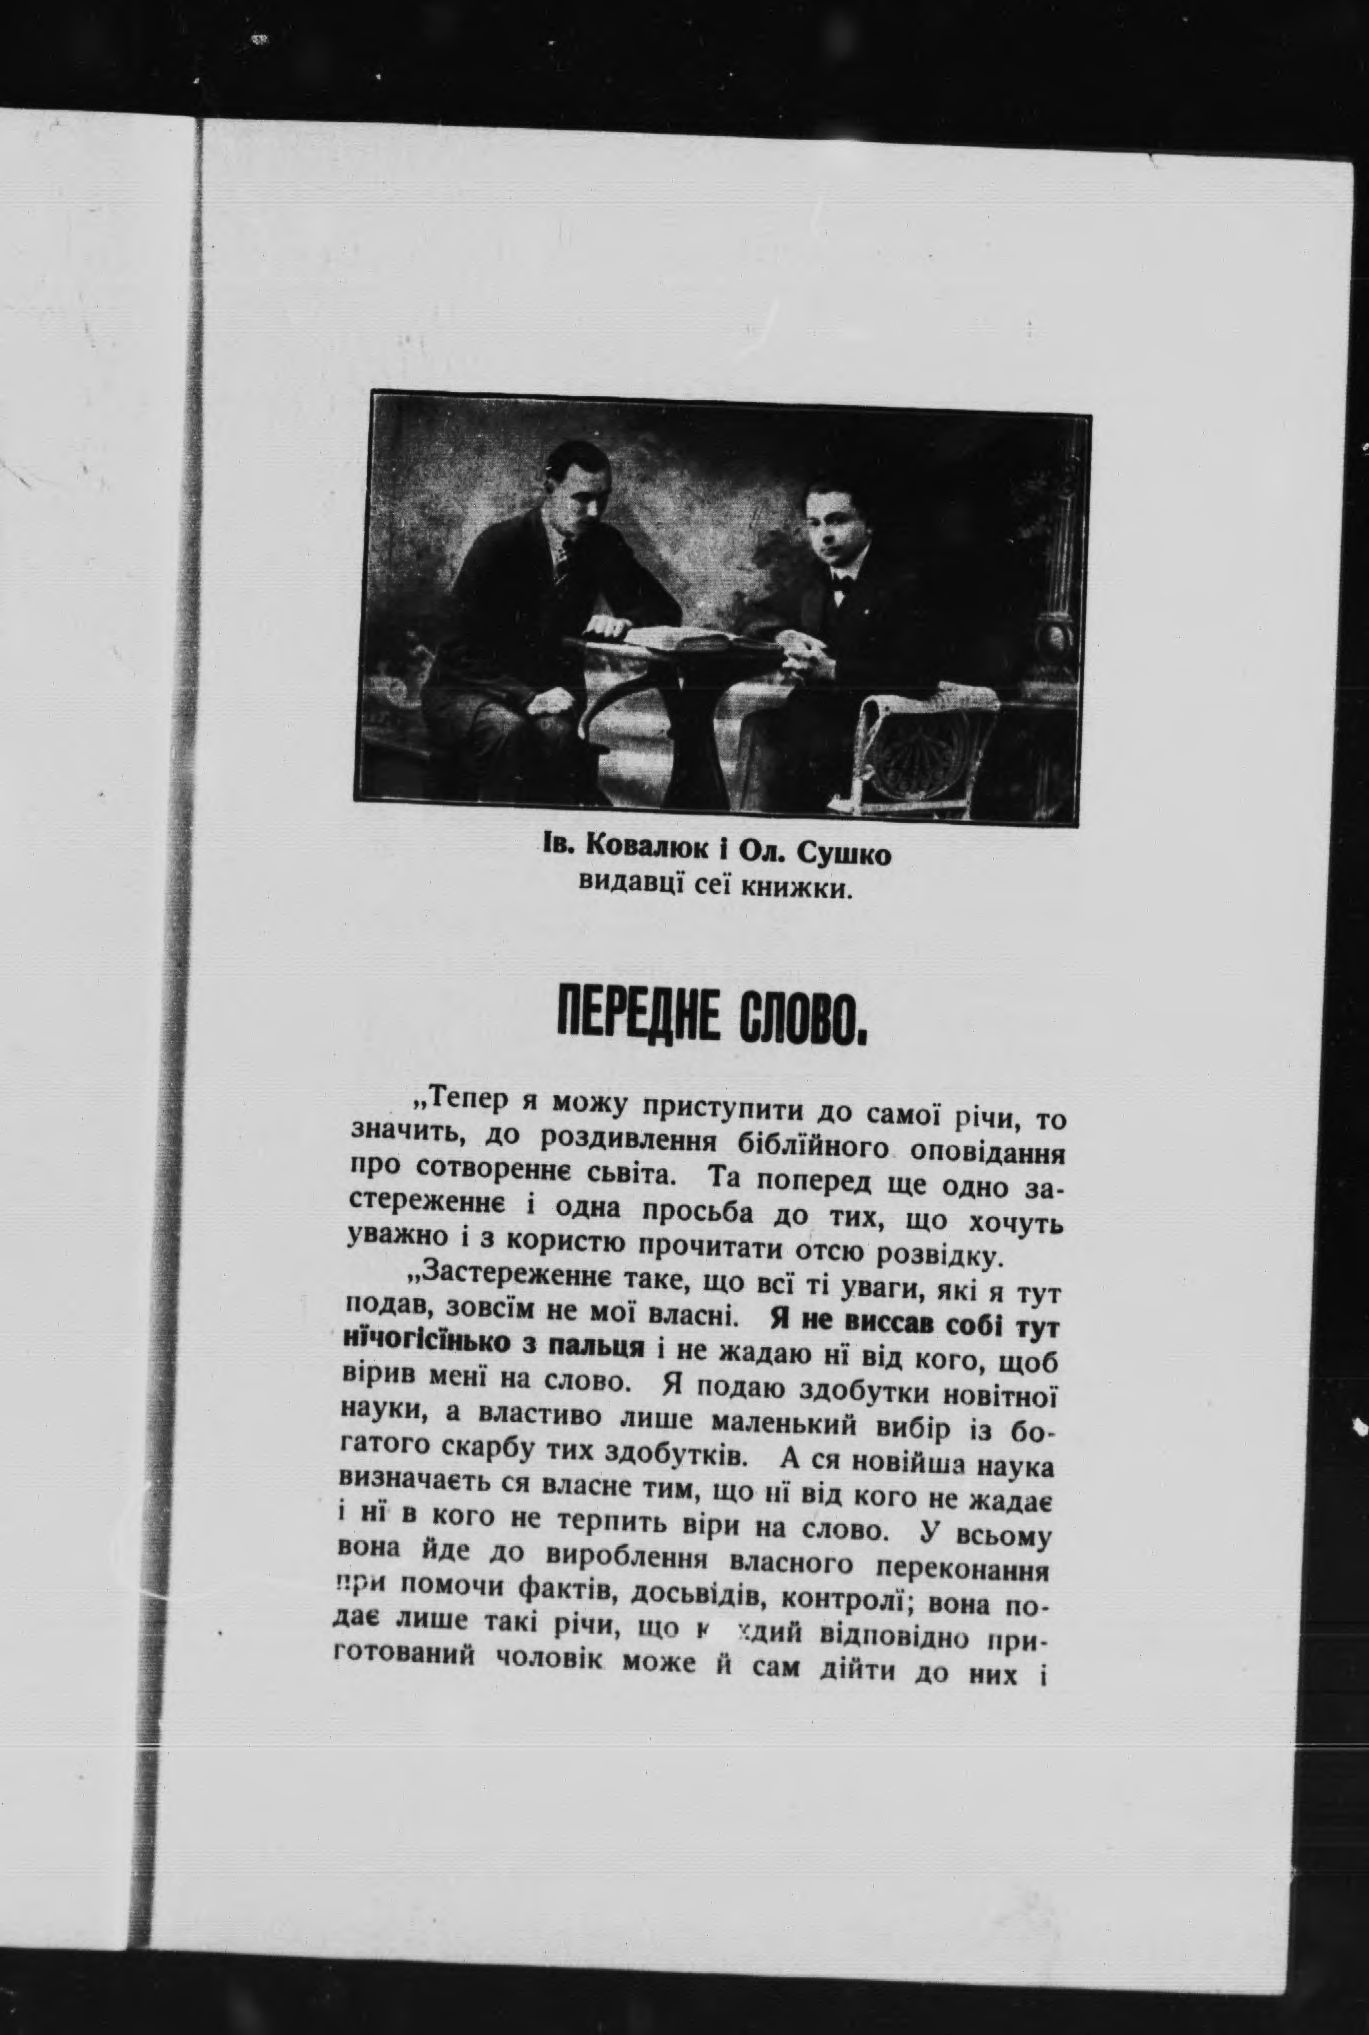 Ів. Ковалюк і Ол. Сушко
видавцї сеї книжки.
ПЕРЕДНЕ СЛОВО.
„Тепер я можу приступити до самої річи, то
значить, до роздивлення біблїйного оповідання
про сотвореннє сьвіта. Та поперед ще одно за-
стереженнє і одна просьба до тих, що хочуть
уважно і з користю прочитати отсю розвідку.
„Застереженнє таке, що всї ті уваги, які я тут
подав, зовсїм не мої власні. Я не виссав собі тут
нїчогісїнько з пальця і не жадаю нї від кого, щоб
вірив менї на слово. Я подаю здобутки новітної
науки, а властиво лише маленький вибір із бо-
гатого скарбу тих здобутків. А ся новійша наука
визначаєть ся власне тим, що нї від кого не жадає
і нї в кого не терпить віри на слово. У всьому
вона йде до вироблення власного переконання
при помочи фактів, досьвідів, контролї; вона по-
дає лише такі річи, що відповідно при-
готований чоловік може й сам дійти до них і